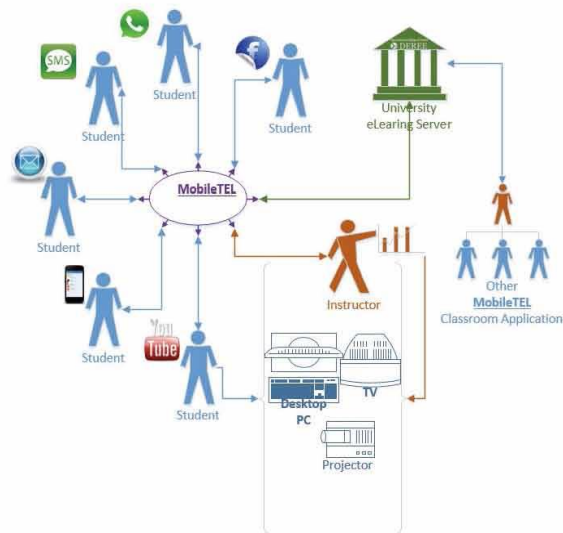 SMS
Student
Student
Student
DEREE
University
eLearing Server
MobileTEL
Student
Instructor
Other
MobileTEL
Classroom Application
Student
You
Tube
Student
Desktop
PC
TV
Projector